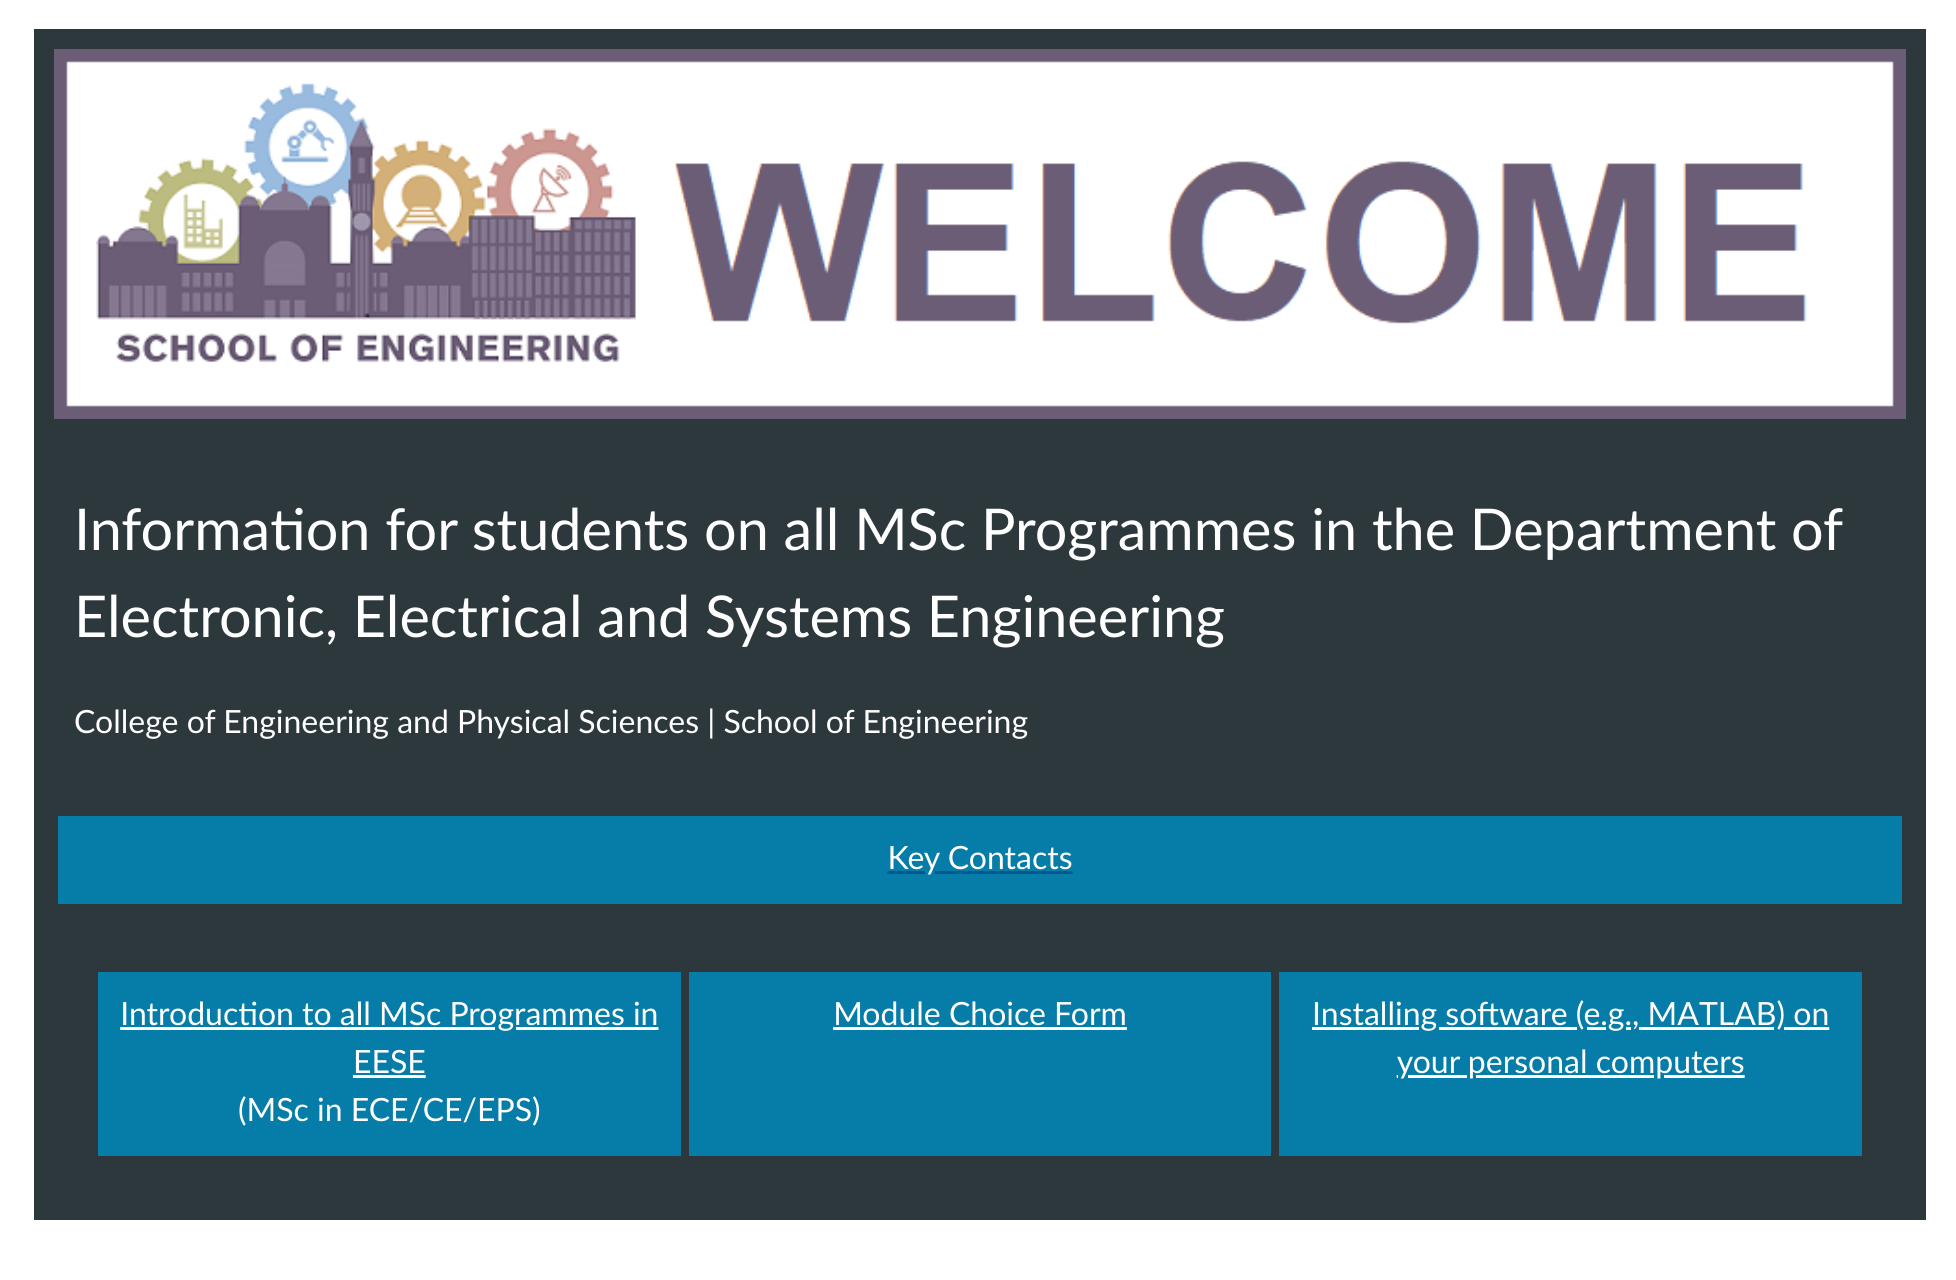 SCHOOL OF ENGINEERING
WELCOME
Information for students on all MSc Programmes in the Department of
Electronic, Electrical and Systems Engineering
College of Engineering and Physical Sciences | School of Engineering
Key Contacts
Introduction to all MSc Programmes in
EESE
(MSc in ECE/CE/EPS)
Module Choice Form
Installing software (e.g., MATLAB) on
your personal computers